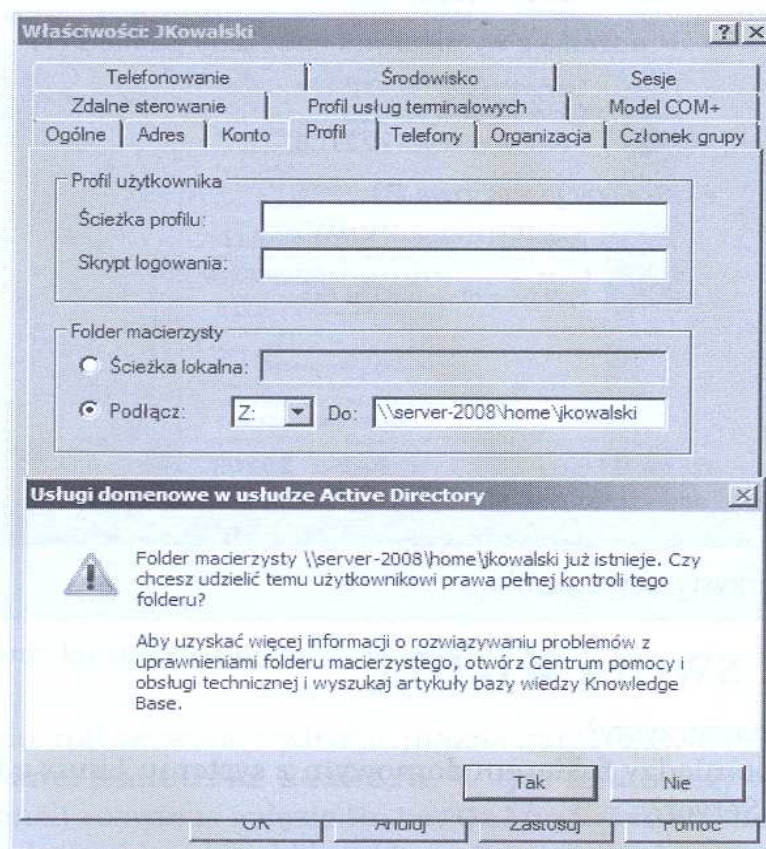 Właściwości: JKowalski
? X
Telefonowanie Środowisko Sesje
Zdalne sterowanie Profil usług terminalowych Model COM+
Ogólne Adres Konto Profil Telefony Organizacja Członek grupy
Profil użytkownika
Ścieżka profilu:
Skrypt logowania:
Folder macierzysty
Ścieżka lokalna:
Podłącz: Z: Do: \\server-2008\home\jkowalski
Usługi domenowe w usłudze Active Directory
X
Folder macierzysty \\server-2008\home\jkowalski już istnieje. Czy
chcesz udzielić temu użytkownikowi prawa pełnej kontroli tego
folderu?
Aby uzyskać więcej informacji o rozwiązywaniu problemów z
uprawnieniami folderu macierzystego, otwórz Centrum pomocy i
obsługi technicznej i wyszukaj artykuły bazy wiedzy Knowledge
Base.
Tak Nie
OK Anuluj Zastosuj Pomoc